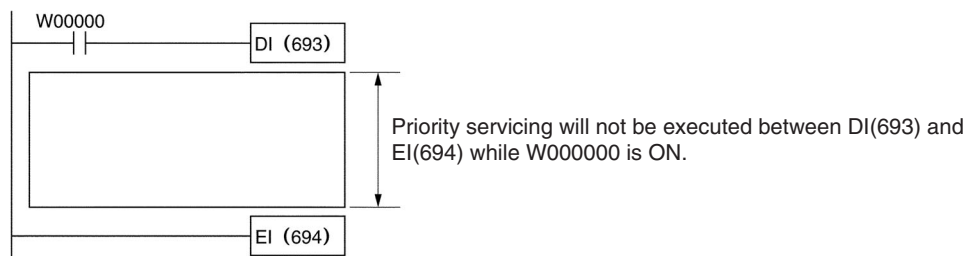 W00000
DI (693)
Priority servicing will not be executed between DI(693) and
EI(694) while W000000 is ON.
EI (694)